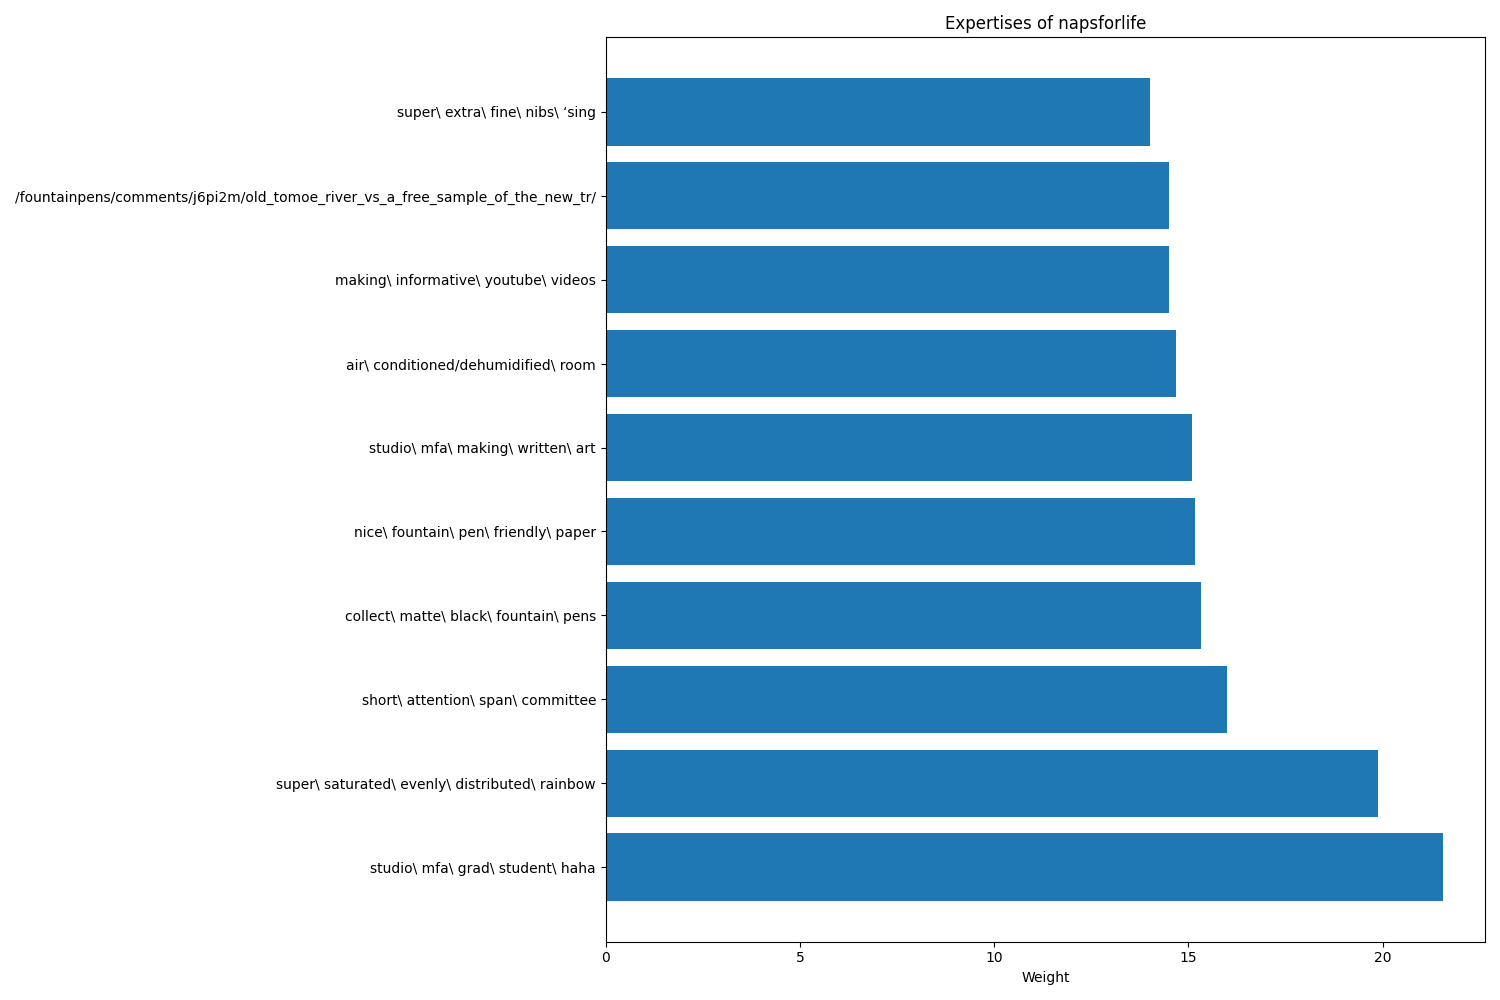 Expertises of napsforlife
super\ extra\ fine\ nibs\ ‘sing
/fountainpens/comments/j6pi2m/old_tomoe_river_vs_a_free_sample_of_the_new_tr/
making\ informative\ youtube\ videos
air\ conditioned/dehumidified\ room
studio\ mfa\ making\ written\ art
nice\ fountain\ pen\ friendly\ paper
collect\ matte\ black\ fountain\ pens
short\ attention\ span\ committee
super\ saturated\ evenly\ distributed\ rainbow
studio\ mfa\ grad\ student\ haha
0 5 10 15 20
Weight